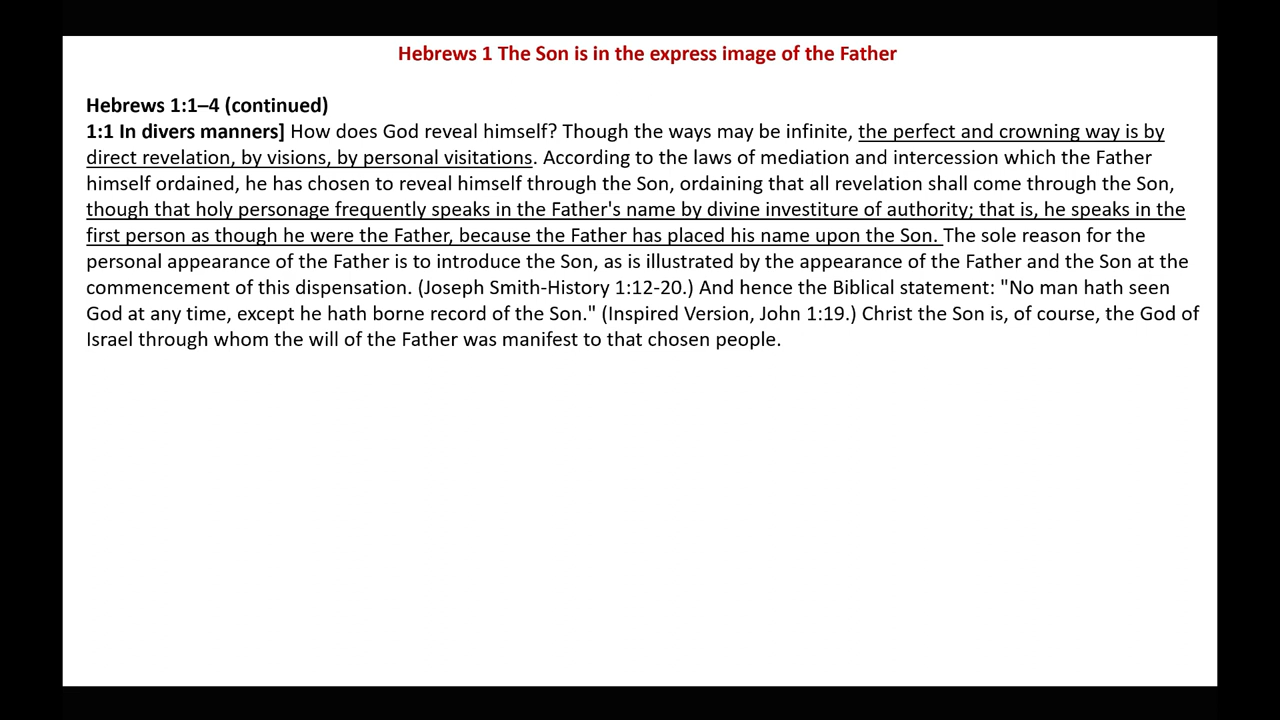 Hebrews 1 The Son is in the express image of the Father
Hebrews 1:1–4 (continued)
1:1 In divers manners] How does God reveal himself? Though the ways may be infinite, the perfect and crowning way is by
direct revelation, by visions, by personal visitations. According to the laws of mediation and intercession which the Father
himself ordained, he has chosen to reveal himself through the Son, ordaining that all revelation shall come through the Son,
though that holy personage frequently speaks in the Father's name by divine investiture of authority; that is, he speaks in the
first person as though he were the Father, because the Father has placed his name upon the Son. The sole reason for the
personal appearance of the Father is to introduce the Son, as is illustrated by the appearance of the Father and the Son at the
commencement of this dispensation. (Joseph Smith-History 1:12-20.) And hence the Biblical statement: "No man hath seen
God at any time, except he hath borne record of the Son." (Inspired Version, John 1:19.) Christ the Son is, of course, the God of
Israel through whom the will of the Father was manifest to that chosen people.